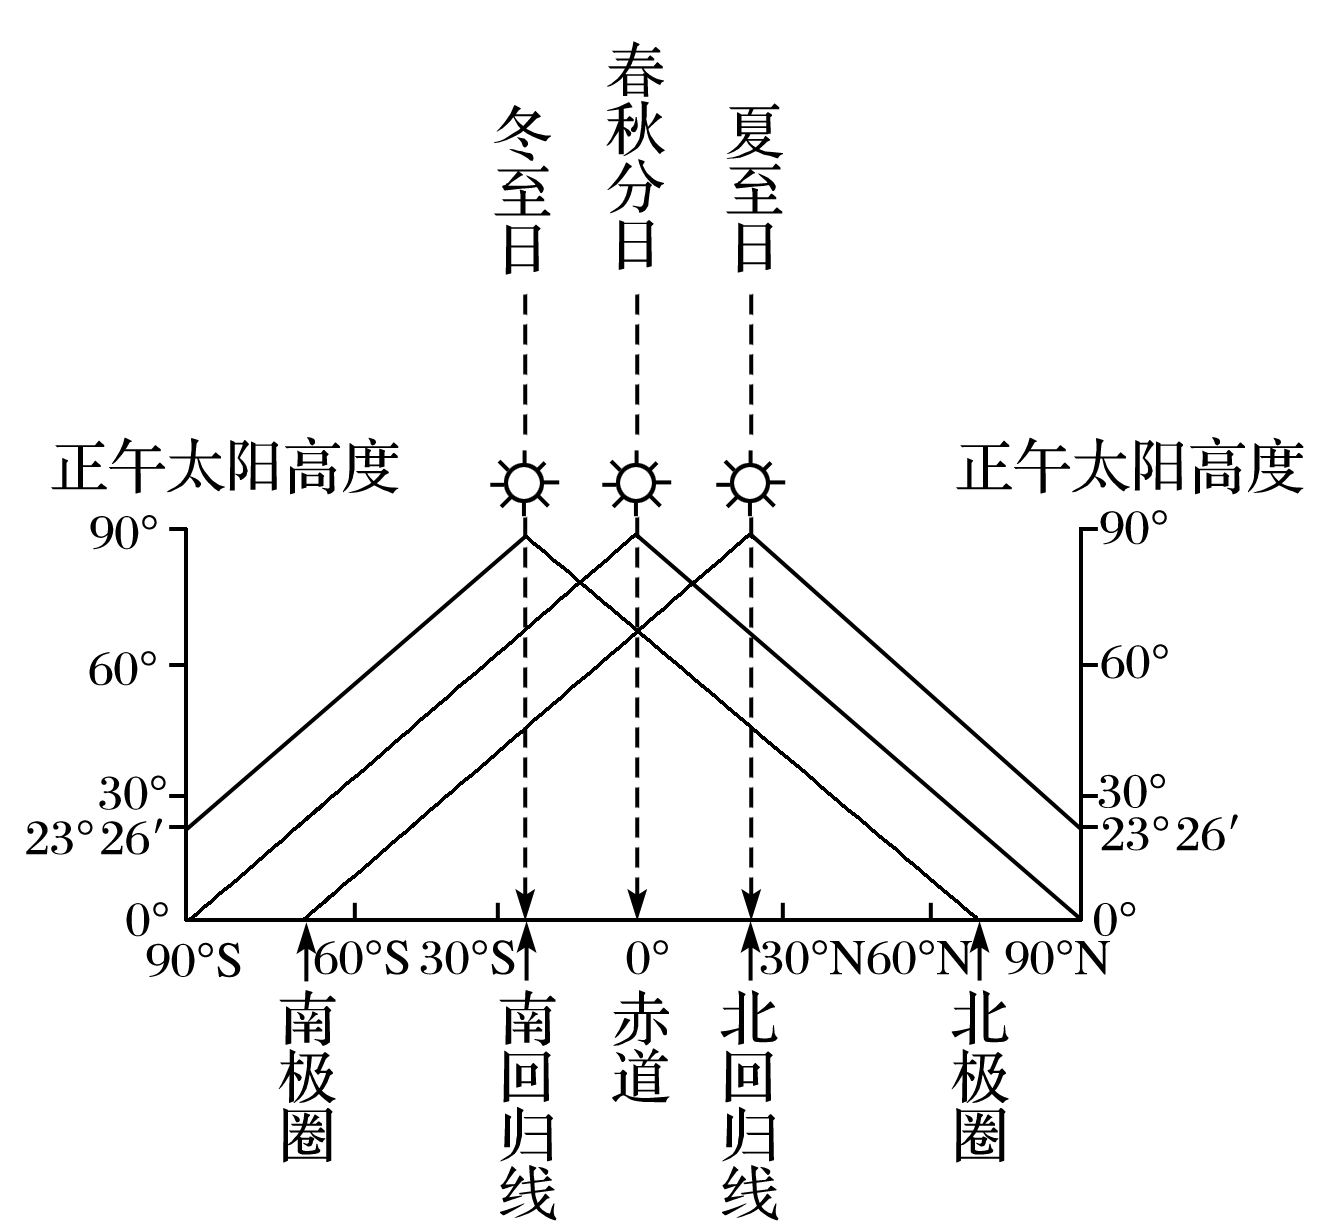 冬至日
春秋分日
夏至日
正午太阳高度
正午太阳高度
90°
60°
30°
23°26′
0°
90°
60°
30°
23°26′
0°
90°S
60°S
30°S
0°
30°N
60°N
90°N
南极圈
南回归线
赤道
北回归线
北极圈